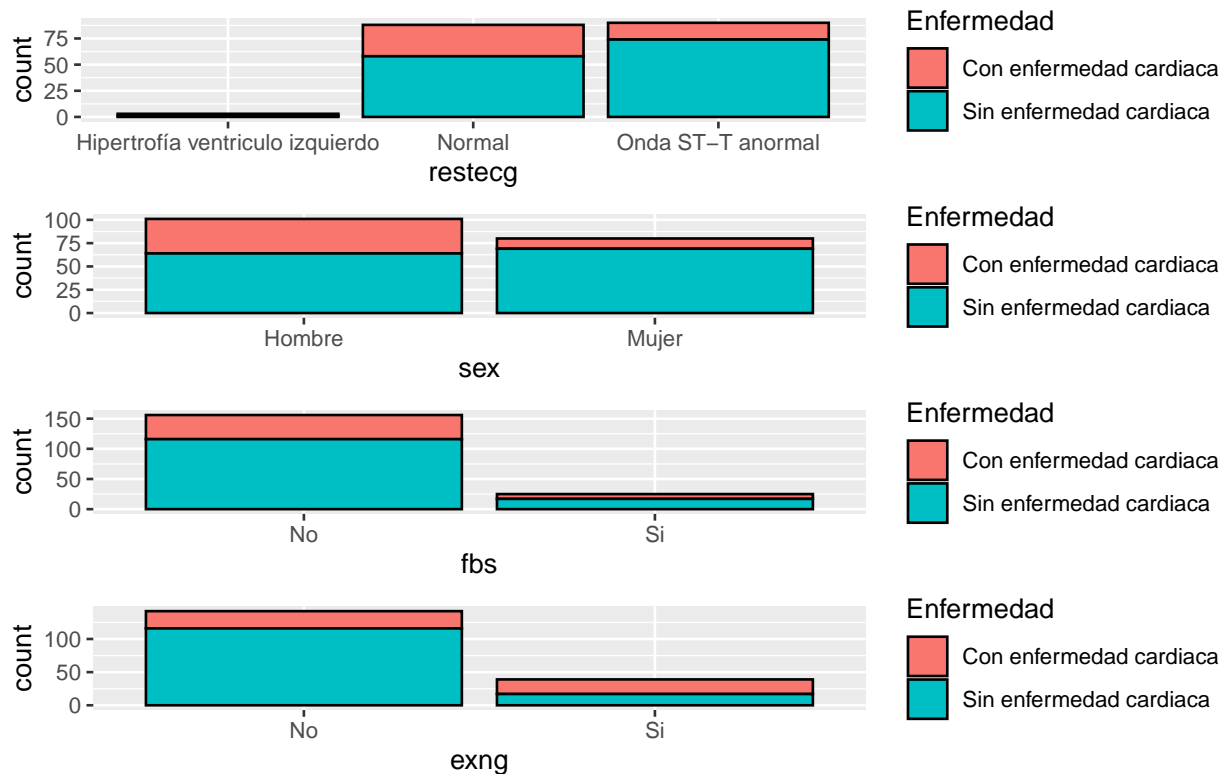 count
75
50
25
0
Hipertrofía ventriculo izquierdo Normal Onda ST−T anormal
restecg
Enfermedad
Con enfermedad cardiaca
Sin enfermedad cardiaca
count
100
75
50
25
0
Hombre Mujer
sex
Enfermedad
Con enfermedad cardiaca
Sin enfermedad cardiaca
count
150
100
50
0
No Si
fbs
Enfermedad
Con enfermedad cardiaca
Sin enfermedad cardiaca
count
100
50
0
No Si
exng
Enfermedad
Con enfermedad cardiaca
Sin enfermedad cardiaca